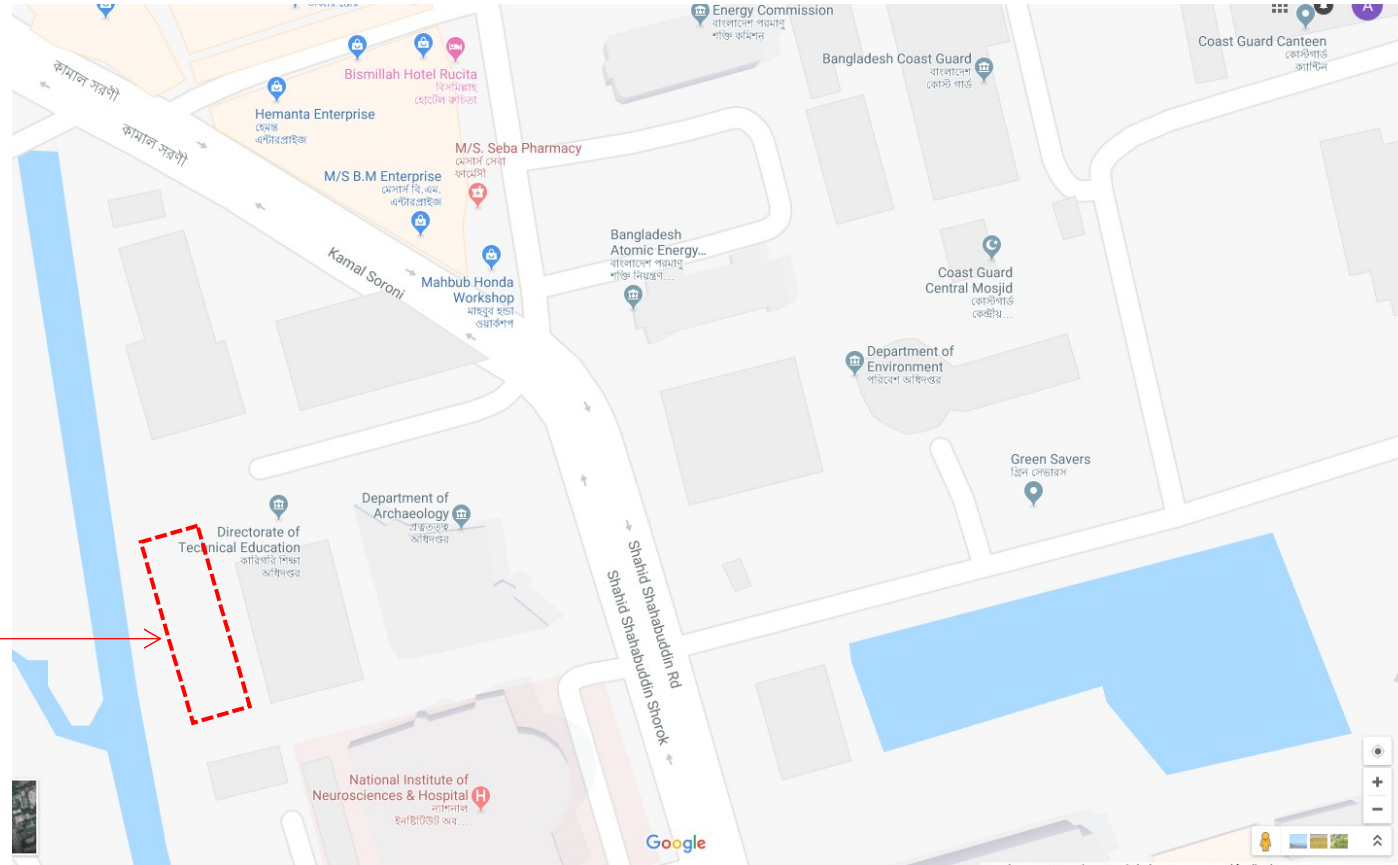 Energy Commission
বাংলাদেশ পরমাণু
শক্তি কমিশন
A
Coast Guard Canteen
কোস্টগার্ড
ক্যান্টিন
Bangladesh Coast Guard
বাংলাদেশ
কোস্ট গার্ড
Bismillah Hotel Rucita
বিসমিল্লাহ
হোটেল রুচিতা
কামাল সরণী
Hemanta Enterprise
হেমন্ত
এন্টারপ্রাইজ
কামাল সরণী
M/S. Seba Pharmacy
মেসার্স সেবা
ফার্মেসী
M/S B.M Enterprise
মেসার্স বি.এম.
এন্টারপ্রাইজ
Kamal Soroni
Mahbub Honda
Workshop
মাহবুব হন্ডা
ওয়ার্কশপ
Bangladesh
Atomic Energy...
বাংলাদেশ পরমাণু
শক্তি নিয়ন্ত্রণ...
Coast Guard
Central Mosjid
কোস্টগার্ড
কেন্দ্রীয়...
Department of
Environment
পরিবেশ অধিদপ্তর
Green Savers
গ্রিন সেভারস
Department of
Archaeology
প্রত্নতত্ত্ব
অধিদপ্তর
Directorate of
Technical Education
কারিগরি শিক্ষা
অধিদপ্তর
Shahid Shahabuddin Rd
Shahid Shahabuddin Shorok
National Institute of
Neurosciences & Hospital
H
ন্যাশনাল
ইনস্টিটিউট অব...
Google